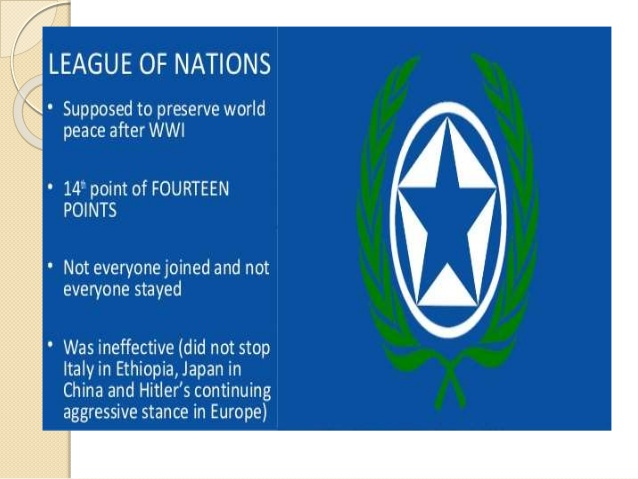 LEAGUE OF NATIONS
• Supposed to preserve world
peace after WWI
• 14th point of FOURTEEN
POINTS
• Not everyone joined and not
everyone stayed
• Was ineffective (did not stop
Italy in Ethiopia, Japan in
China and Hitler's continuing
aggressive stance in Europe)